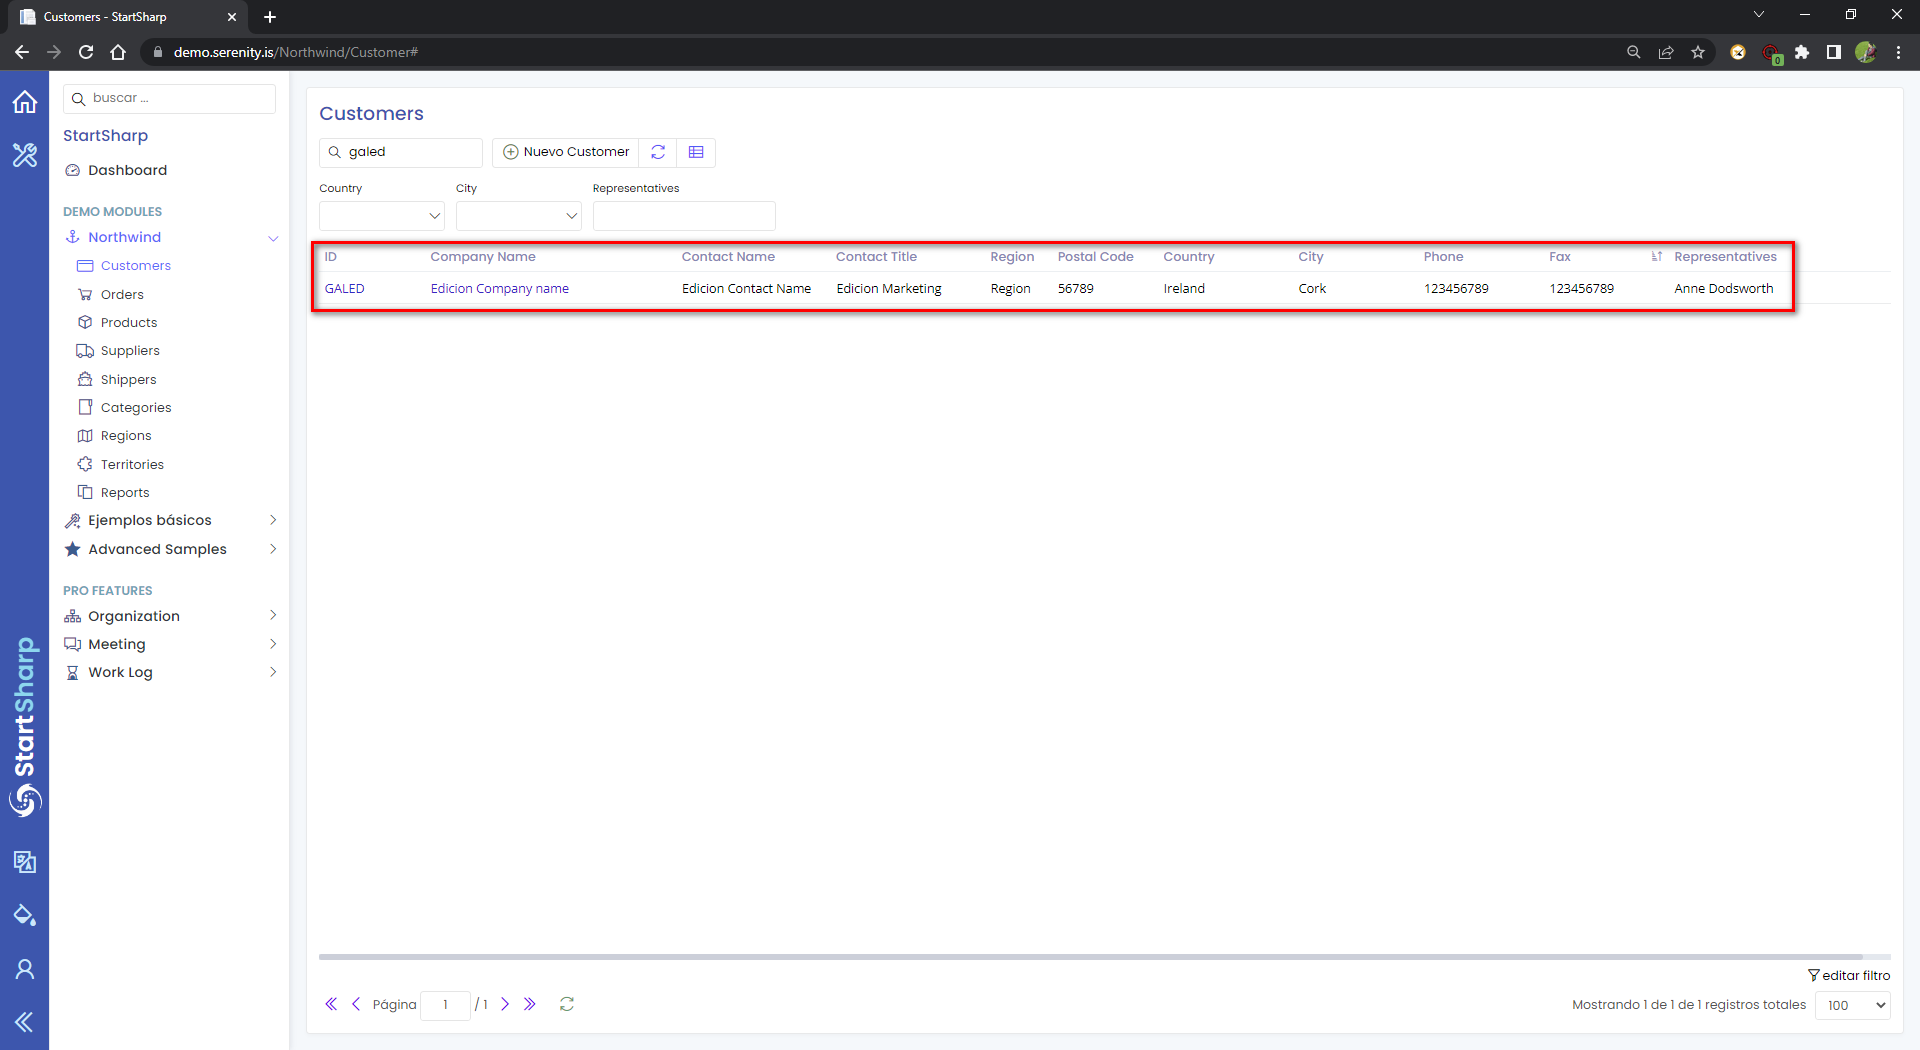 Customers - StartSharp
demo.serenity.is/Northwind/Customer#
0
buscar ...
StartSharp
Dashboard
DEMO MODULES
Northwind
Customers
Orders
Products
Suppliers
Shippers
Categories
Regions
Territories
Reports
Ejemplos básicos
Advanced Samples
PRO FEATURES
Organization
Meeting
Work Log
StartSharp
Customers
galed
Nuevo Customer
Country City Representatives
ID Company Name Contact Name Contact Title Region Postal Code Country City Phone Fax Representatives
GALED Edicion Company name Edicion Contact Name Edicion Marketing Region 56789 Ireland Cork 123456789 123456789 Anne Dodsworth
editar filtro
Página 1 / 1
Mostrando 1 de 1 de 1 registros totales 100